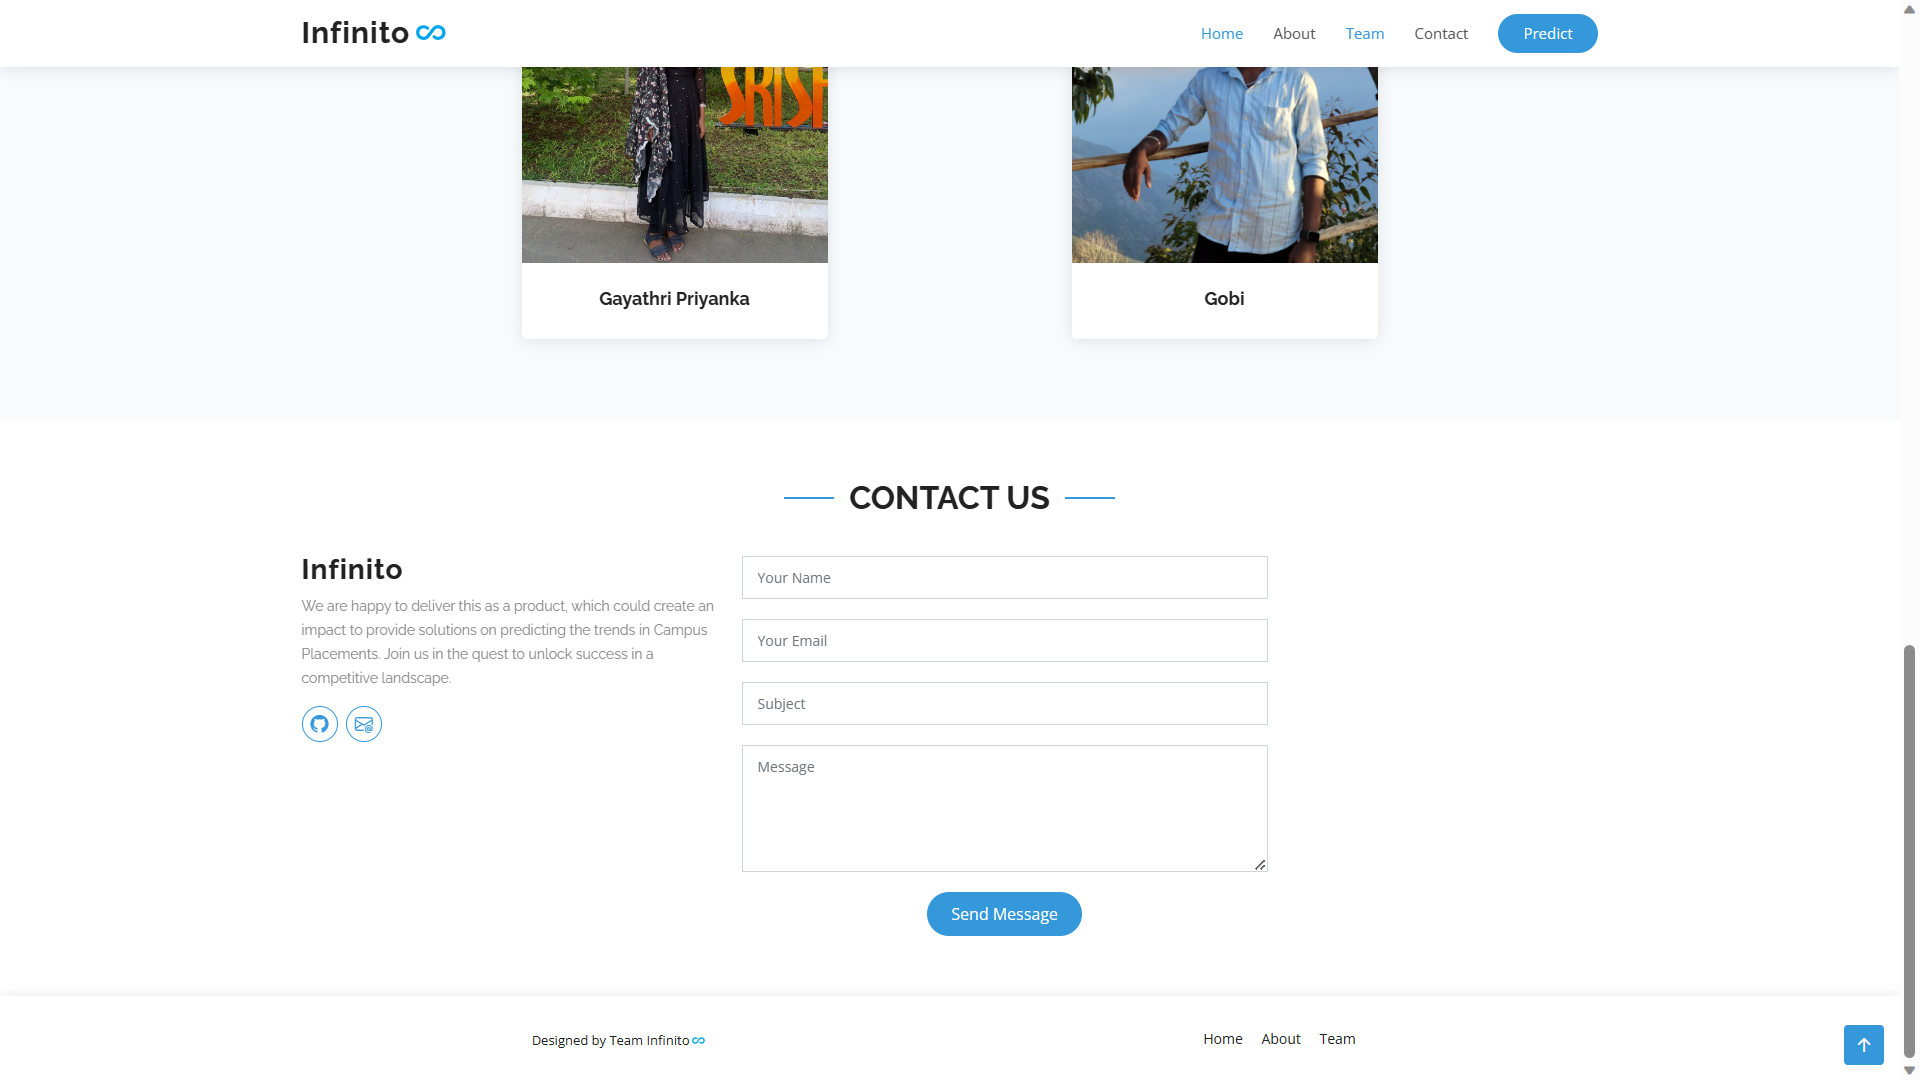 Infinito
Home
About
Team
Contact
Predict
Gayathri Priyanka
Gobi
CONTACT US
Infinito
We are happy to deliver this as a product, which could create an
impact to provide solutions on predicting the trends in Campus
Placements. Join us in the quest to unlock success in a
competitive landscape.
Your Name
Your Email
Subject
Message
Send Message
Designed by Team Infinito
Home
About
Team